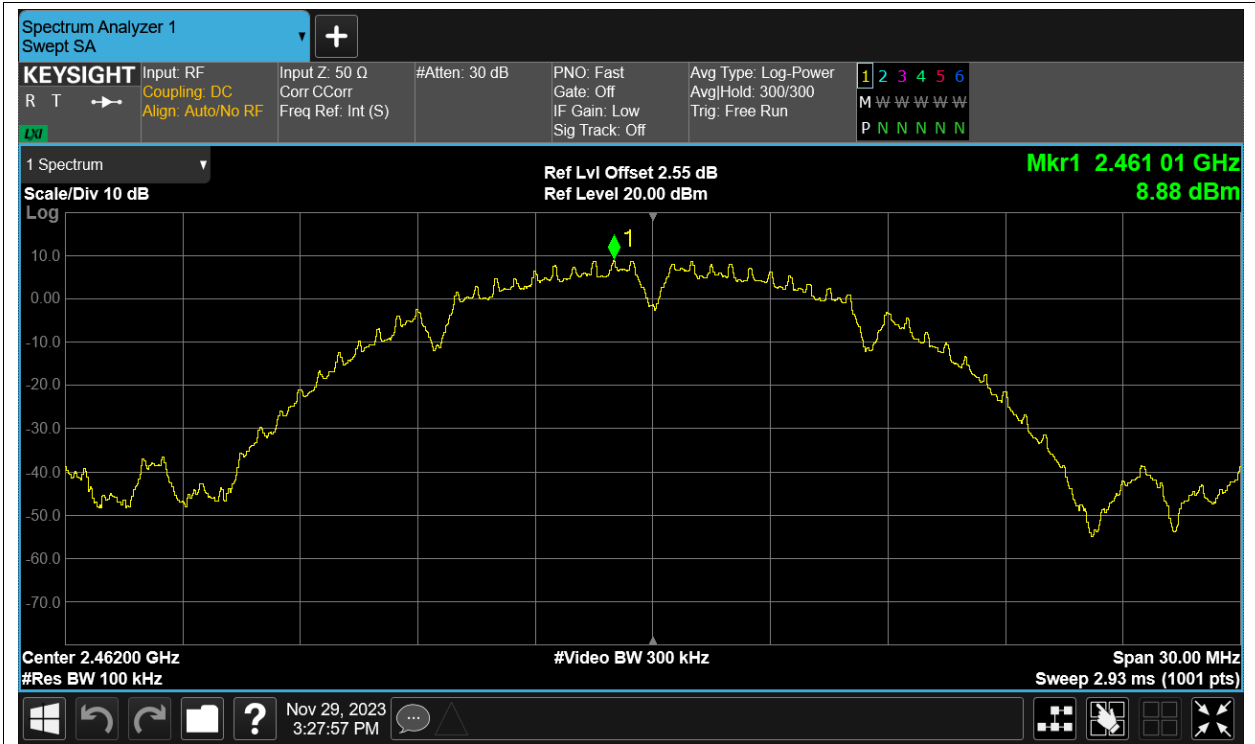 Spectrum Analyzer 1
Swept SA
KEYSIGHT
R T
LXI
Input: RF
Coupling: DC
Align: Auto/No RF
Input Z: 50 Ω
Corr CCorr
Freq Ref: Int (S)
#Atten: 30 dB
PNO: Fast
Gate: Off
IF Gain: Low
Sig Track: Off
Avg Type: Log-Power
Avg|Hold: 300/300
Trig: Free Run
1 2 3 4 5 6
M W W W W W
P N N N N N
1 Spectrum
Scale/Div 10 dB
Log
Ref Lvl Offset 2.55 dB
Ref Level 20.00 dBm
Mkr1 2.461 01 GHz
8.88 dBm
1
10.0
0.00
-10.0
-20.0
-30.0
-40.0
-50.0
-60.0
-70.0
Center 2.46200 GHz
#Res BW 100 kHz
#Video BW 300 kHz
Span 30.00 MHz
Sweep 2.93 ms (1001 pts)
?
Nov 29, 2023
3:27:57 PM